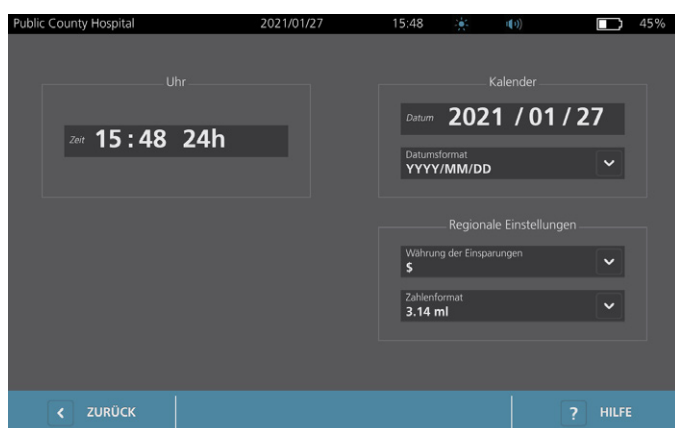 Public County Hospital 2021/01/27 15:48 45%
Uhr
Zeit 15 : 48 24h
Kalender
Datum 2021 / 01 / 27
Datumsformat
YYYY/MM/DD
Regionale Einstellungen
Währung der Einsparungen
$
Zahlenformat
3.14 ml
< ZURÜCK
? HILFE